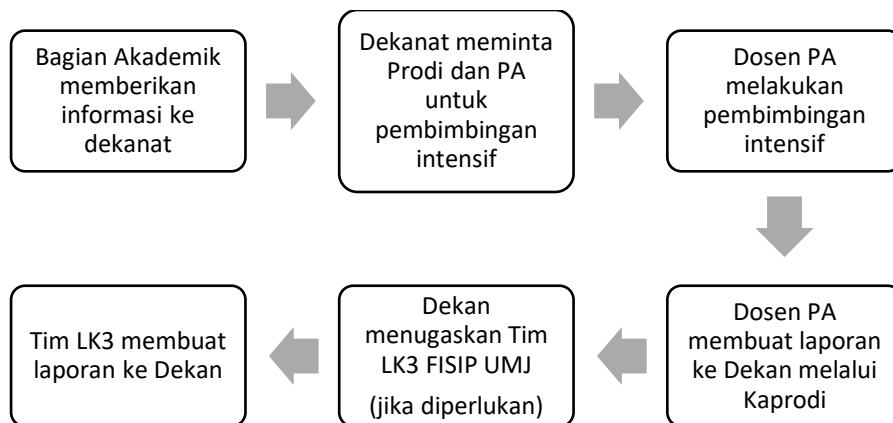 Bagian Akademik
memberikan
informasi ke
dekanat
Dekanat meminta
Prodi dan PA
untuk
pembimbingan
intensif
Dosen PA
melakukan
pembimbingan
intensif
Dosen PA
membuat laporan
ke Dekan melalui
Kaprodi
Dekan
menugaskan Tim
LK3 FISIP UMJ
(jika diperlukan)
Tim LK3 membuat
laporan ke Dekan